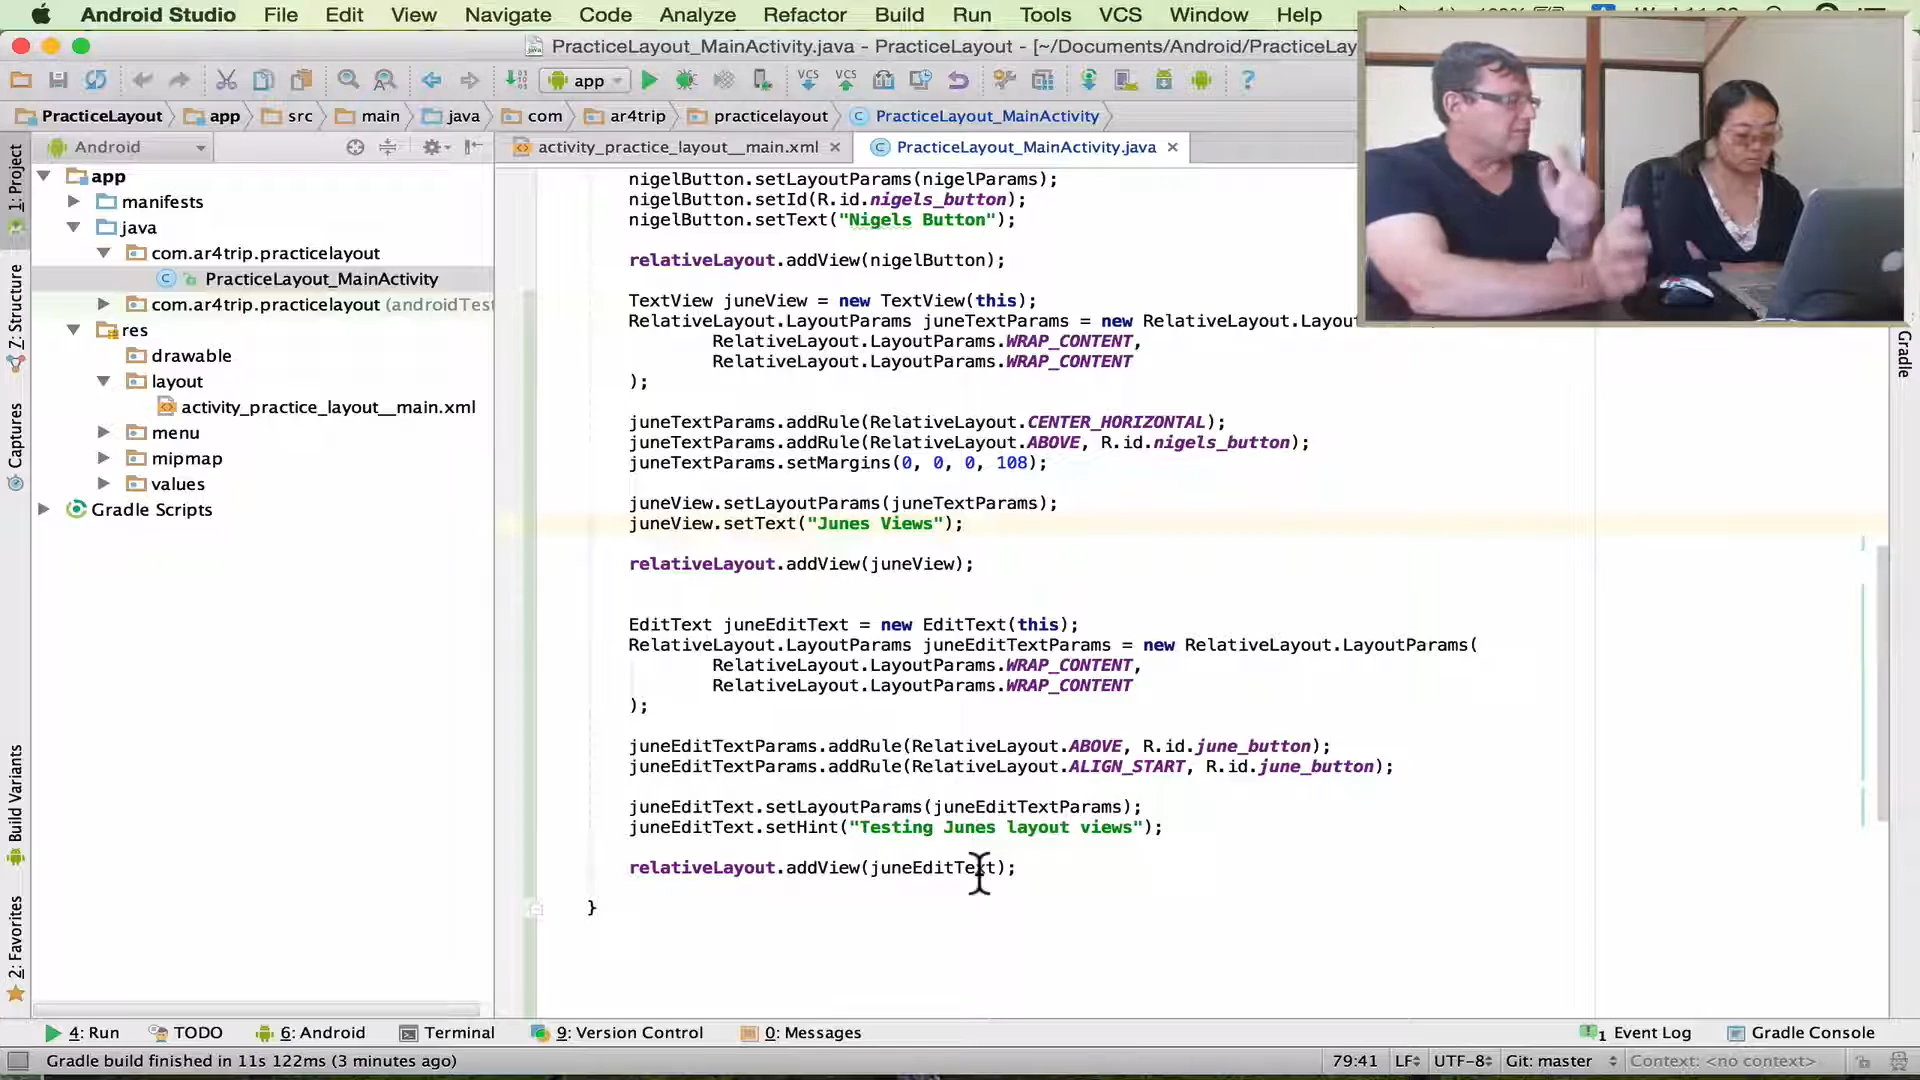 Android Studio File Edit View Navigate Code Analyze Refactor Build Run Tools VCS Window Help
PracticeLayout_MainActivity.java - PracticeLayout - [~/Documents/Android/PracticeLay
app VCS VCS ?
PracticeLayout app src main java com ar4trip practicelayout PracticeLayout_MainActivity
Android
activity_practice_layout__main.xml PracticeLayout_MainActivity.java
1: Project
Z: Structure
Captures
Build Variants
2: Favorites
app
manifests
java
com.ar4trip.practicelayout
PracticeLayout_MainActivity
com.ar4trip.practicelayout (androidTest
res
drawable
layout
activity_practice_layout__main.xml
menu
mipmap
values
Gradle Scripts
nigelButton.setLayoutParams(nigelParams);
nigelButton.setId(R.id.nigels_button);
nigelButton.setText("Nigels Button");
relativeLayout.addView(nigelButton);
TextView juneView = new TextView(this);
RelativeLayout.LayoutParams juneTextParams = new RelativeLayout.Layou
RelativeLayout.LayoutParams.WRAP_CONTENT,
RelativeLayout.LayoutParams.WRAP_CONTENT
);
juneTextParams.addRule(RelativeLayout.CENTER_HORIZONTAL);
juneTextParams.addRule(RelativeLayout.ABOVE, R.id.nigels_button);
juneTextParams.setMargins(0, 0, 0, 108);
juneView.setLayoutParams(juneTextParams);
juneView.setText("Junes Views");
relativeLayout.addView(juneView);
EditText juneEditText = new EditText(this);
RelativeLayout.LayoutParams juneEditTextParams = new RelativeLayout.LayoutParams(
RelativeLayout.LayoutParams.WRAP_CONTENT,
RelativeLayout.LayoutParams.WRAP_CONTENT
);
juneEditTextParams.addRule(RelativeLayout.ABOVE, R.id.june_button);
juneEditTextParams.addRule(RelativeLayout.ALIGN_START, R.id.june_button);
juneEditText.setLayoutParams(juneEditTextParams);
juneEditText.setHint("Testing Junes layout views");
relativeLayout.addView(juneEditText);
}
Gradle
4: Run TODO 6: Android Terminal 9: Version Control 0: Messages 1 Event Log Gradle Console
Gradle build finished in 11s 122ms (3 minutes ago) 79:41 LF UTF-8 Git: master Context: <no context>